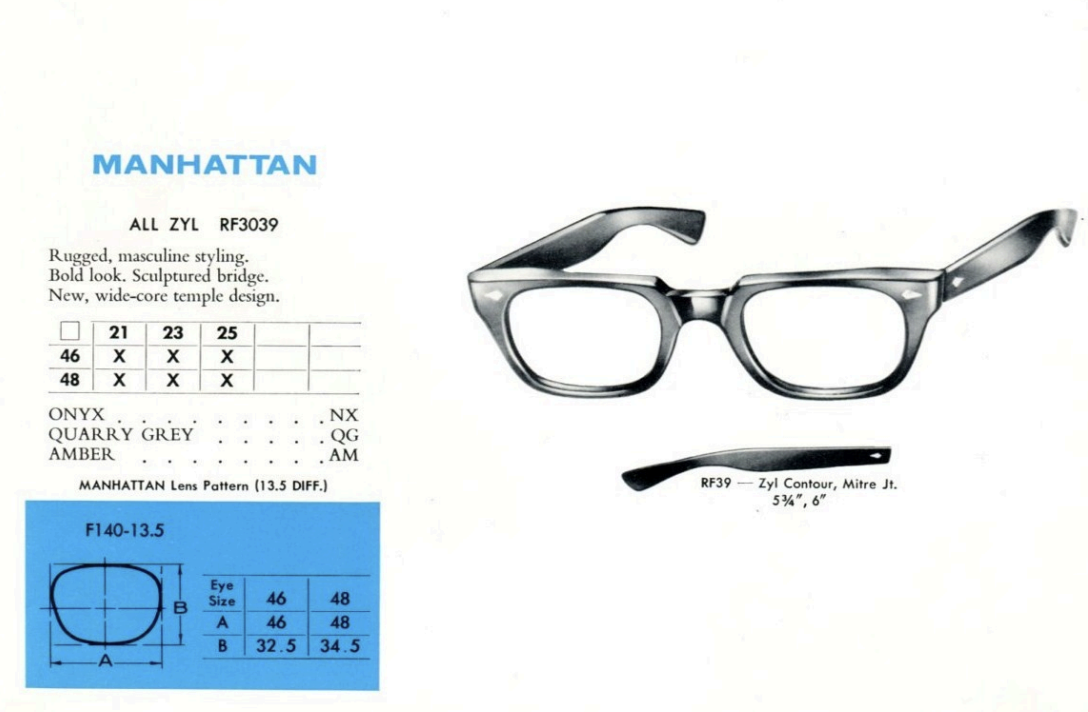 MANHATTAN
ALL ZYL RF3039
Rugged, masculine styling.
Bold look. Sculptured bridge.
New, wide-core temple design.
21 23 25
46 X X X
48 X X X
ONYX . . . . . . . . . . NX
QUARRY GREY . . . . . QG
AMBER . . . . . . . . AM
MANHATTAN Lens Pattern (13.5 DIFF.)
F140-13.5
B
A
Eye Size 46 48
A 46 48
B 32.5 34.5
RF39 — Zyl Contour, Mitre Jt.
5¾", 6"